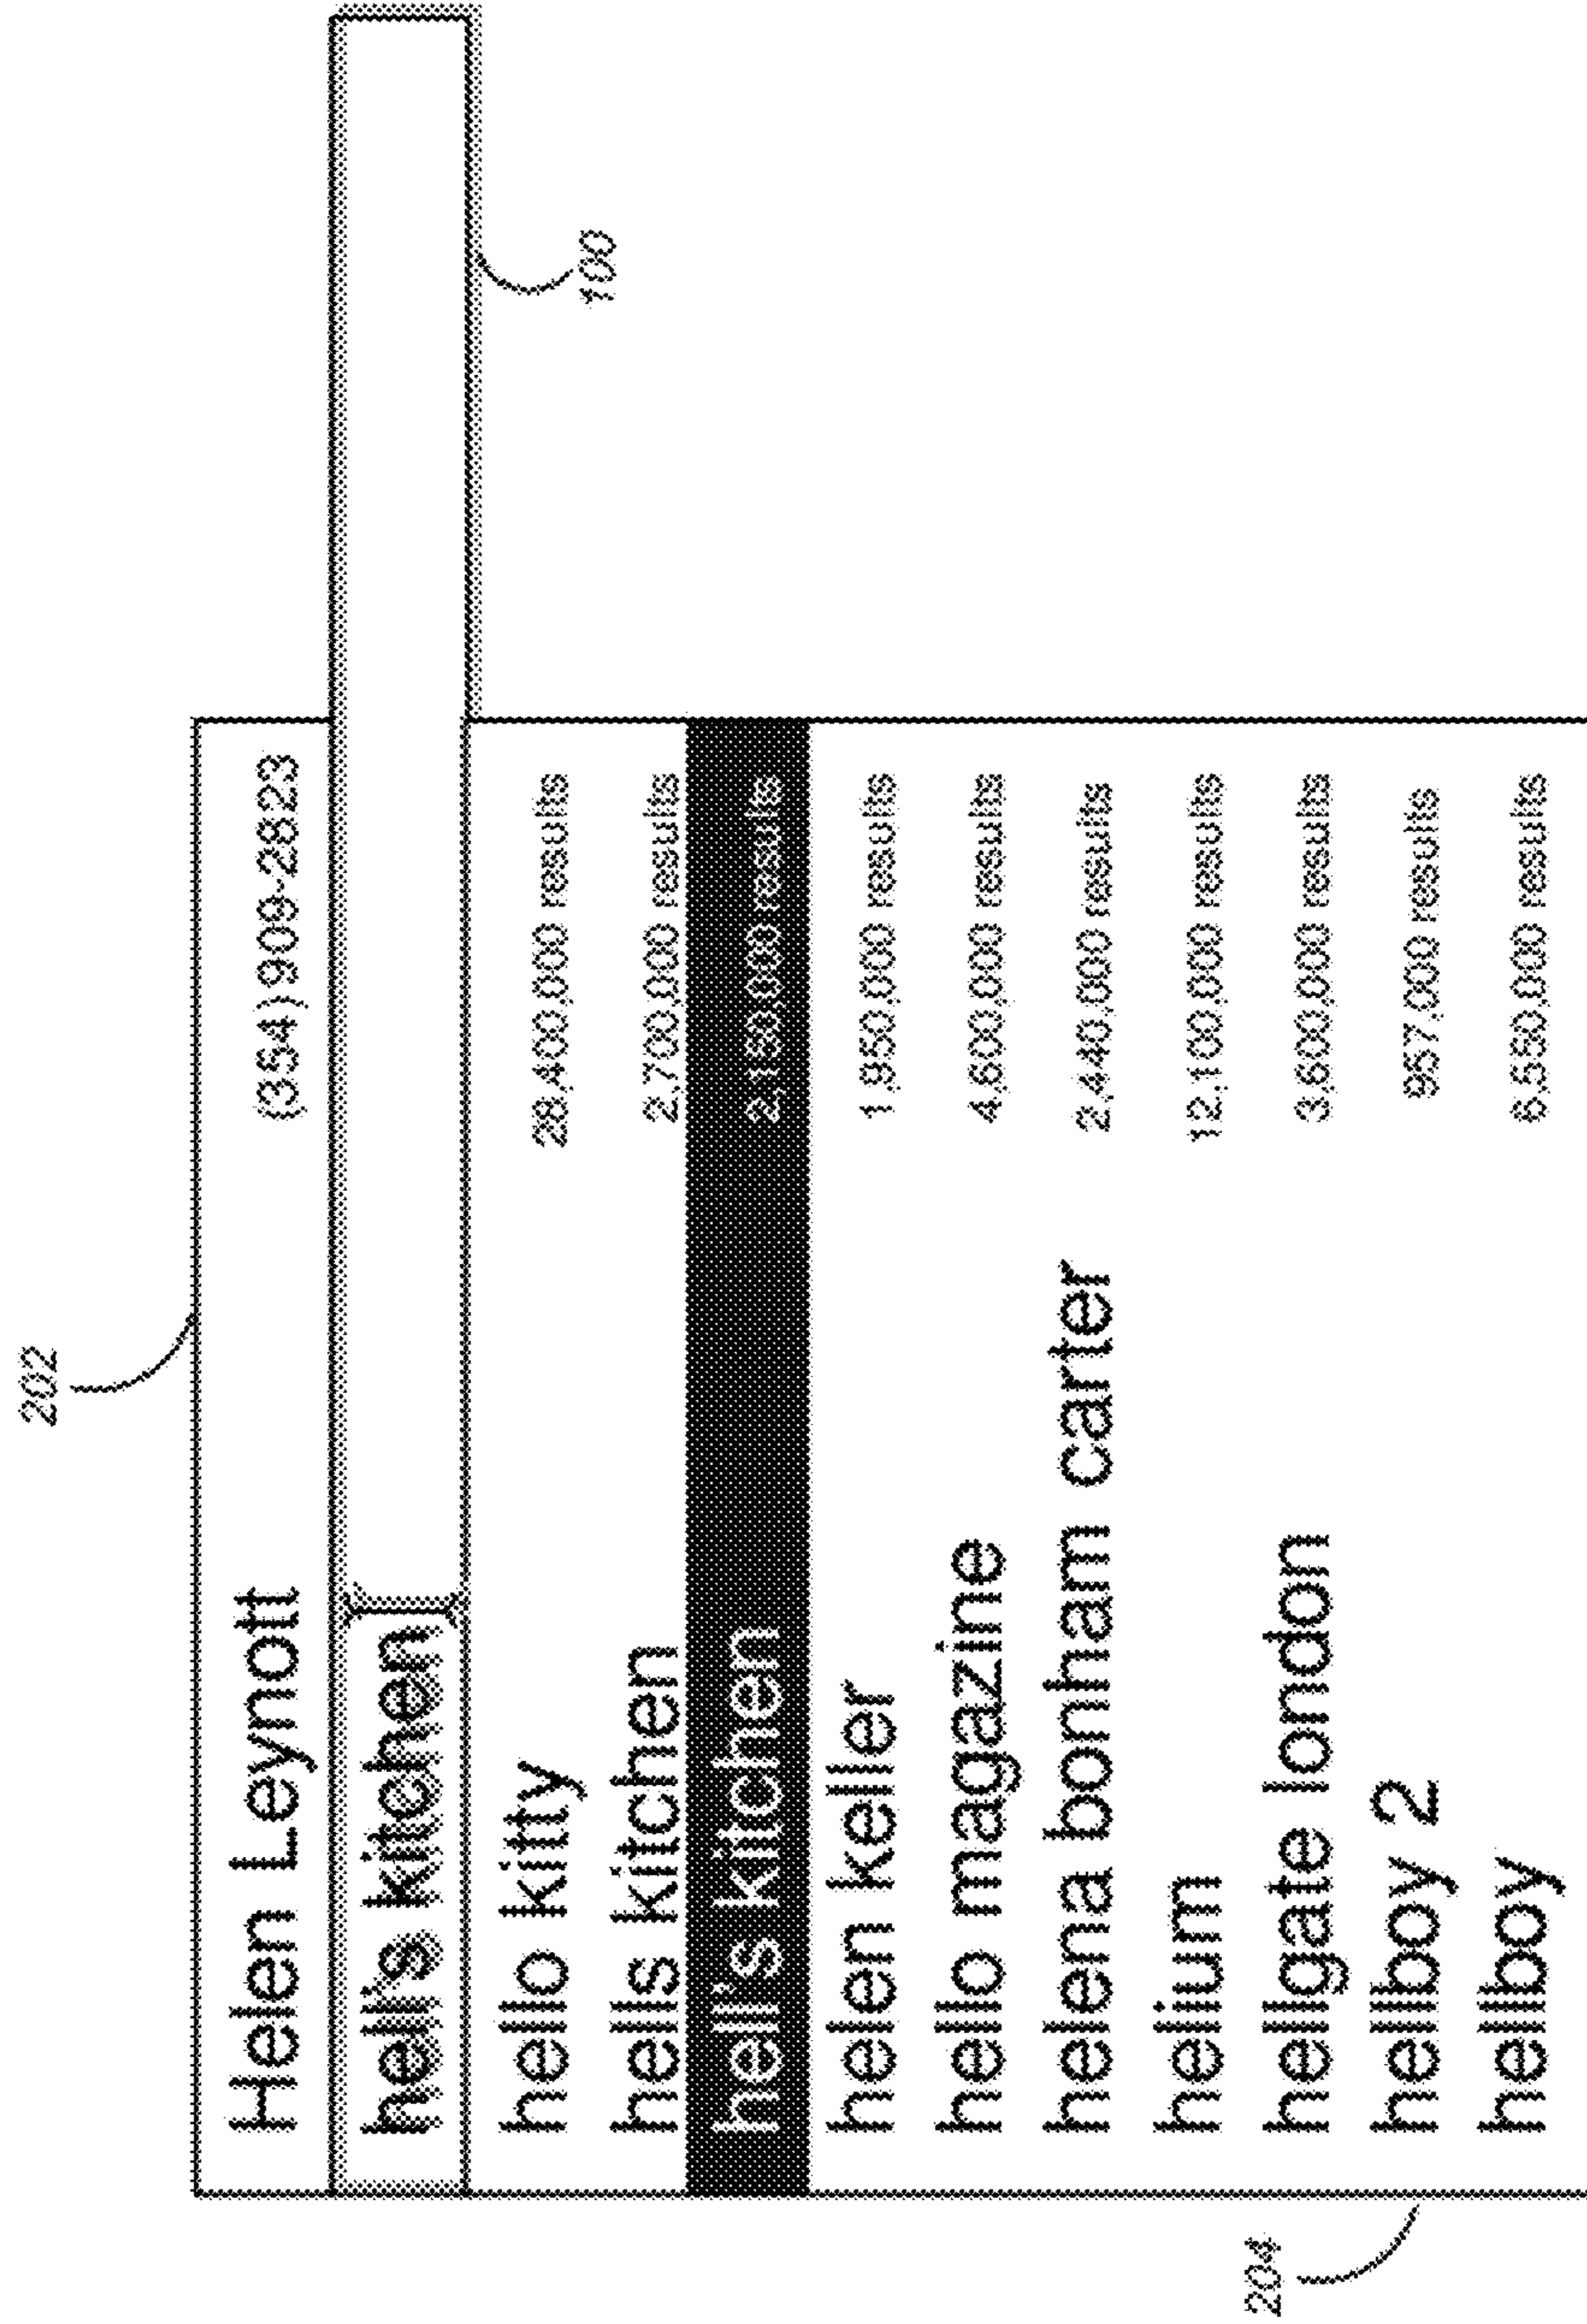 202
Helen Leynott (354) 909-2823
hell's kitchen
100
hello kitty 28,400,000 results
hells kitchen 2,700,000 results
hell's kitchen 2,150,000 results
helen keller 1,950,000 results
hello magazine 4,600,000 results
helena bonham carter 2,440,000 results
helium 12,100,000 results
hellgate london 3,600,000 results
hellboy 2 957,000 results
hellboy 6,550,000 results
204